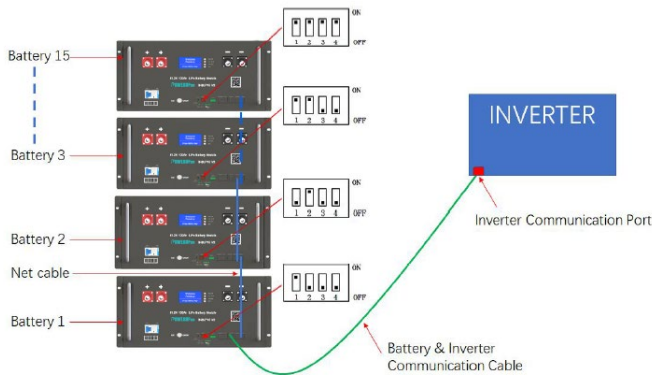 ON
1 2 3 4
OFF
Battery 15
ON
1 2 3 4
OFF
INVERTER
Battery 3
Inverter Communication Port
ON
1 2 3 4
OFF
Battery 2
Net cable
ON
1 2 3 4
OFF
Battery 1
Battery & Inverter
Communication Cable